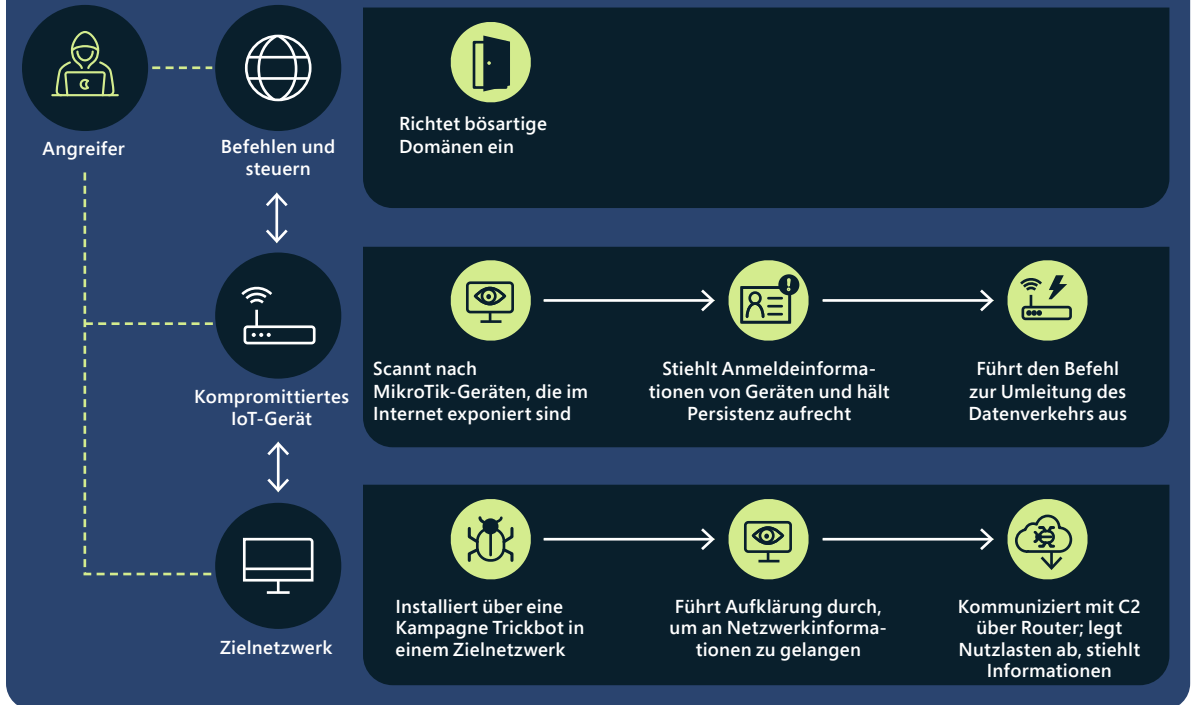 Angreifer
Befehlen und
steuern
Richtet bösartige
Domänen ein
Kompromittiertes
IoT-Gerät
Scannt nach
MikroTik-Geräten, die im
Internet exponiert sind
Stiehlt Anmeldeinforma-
tionen von Geräten und hält
Persistenz aufrecht
Führt den Befehl
zur Umleitung des
Datenverkehrs aus
Zielnetzwerk
Installiert über eine
Kampagne Trickbot in
einem Zielnetzwerk
Führt Aufklärung durch,
um an Netzwerkinforma-
tionen zu gelangen
Kommuniziert mit C2
über Router; legt
Nutzlasten ab, stiehlt
Informationen